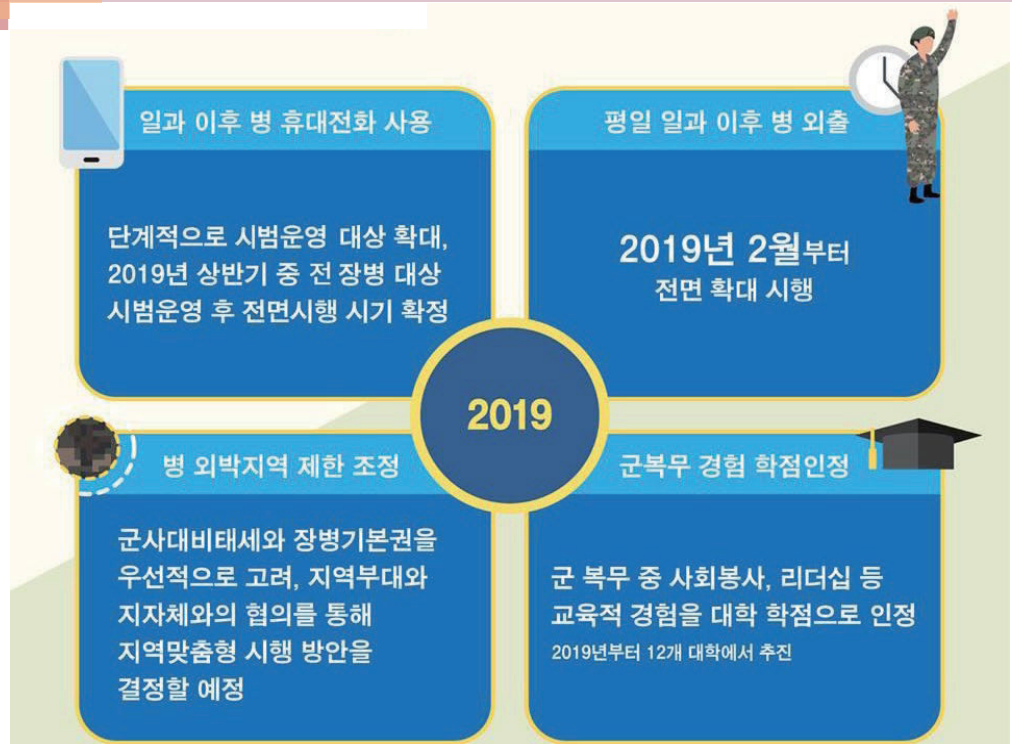 일과 이후 병 휴대전화 사용
단계적으로 시범운영 대상 확대,
2019년 상반기 중 전 장병 대상
시범운영 후 전면시행 시기 확정
평일 일과 이후 병 외출
2019년 2월부터
전면 확대 시행
2019
병 외박지역 제한 조정
군사대비태세와 장병기본권을
우선적으로 고려, 지역부대와
지자체와의 협의를 통해
지역맞춤형 시행 방안을
결정할 예정
군복무 경험 학점인정
군 복무 중 사회봉사, 리더십 등
교육적 경험을 대학 학점으로 인정
2019년부터 12개 대학에서 추진